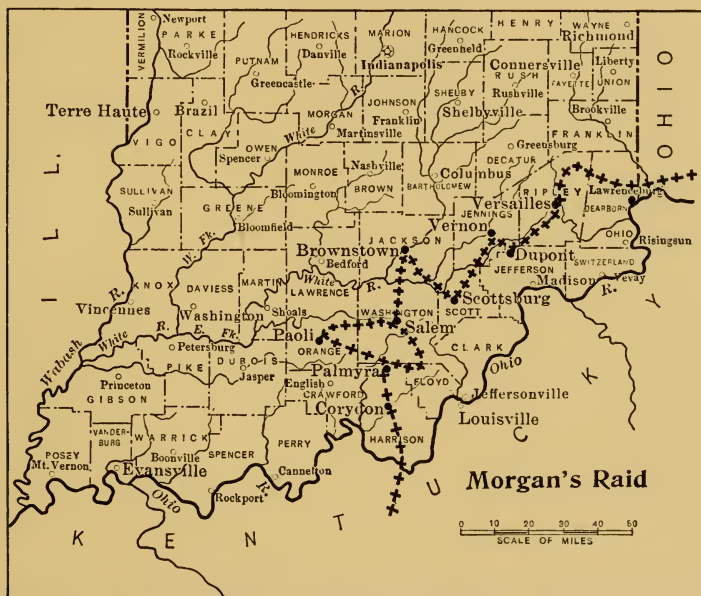 Newport
PARKE
VERMILION
Rockville
HENDRICKS
Danville
MARION
Indianapolis
HANCOCK
Greenfield
HENRY
WAYNE
Richmond
OHIO
PUTNAM
Greencastle
Connersville
RUSH
Rushville
FAYETTE
Liberty
UNION
Terre Haute
Brazil
CLAY
VIGO
R.
White
MORGAN
Martinsville
JOHNSON
Franklin
SHELBY
Shelbyville
Brookville
FRANKLIN
OWEN
Spencer
Greensburg
DECATUR
Nashville
MONROE
BROWN
Columbus
BARTHOLOMEW
SULLIVAN
Sullivan
GREENE
Bloomington
Bloomfield
RIPLEY
Lawrenceburg
Versailles
DEARBORN
JENNINGS
Vernon
OHIO
Risingsun
ILL.
W. Fk.
JACKSON
Brownstown
Bedford
Dupont
JEFFERSON
SWITZERLAND
Madison
Vevay
KNOX
DAVIESS
MARTIN
White
LAWRENCE
R.
R.
Vincennes
Washington
Shoals
WASHINGTON
SCOTT
Scottsburg
R.
White
R.
E.
Fk.
Salem
Paoli
ORANGE
CLARK
Wabash
Petersburg
PIKE
DUBOIS
Jasper
Palmyra
Ohio
FLOYD
Princeton
GIBSON
English
CRAWFORD
Corydon
Jeffersonville
Louisville
VANDERBURG
WARRICK
Boonville
SPENCER
PERRY
HARRISON
POSEY
Mt. Vernon
Evansville
Cannelton
R.
Rockport
Ohio
KENTUCKY
Morgan's Raid
0 10 20 30 40 50
SCALE OF MILES